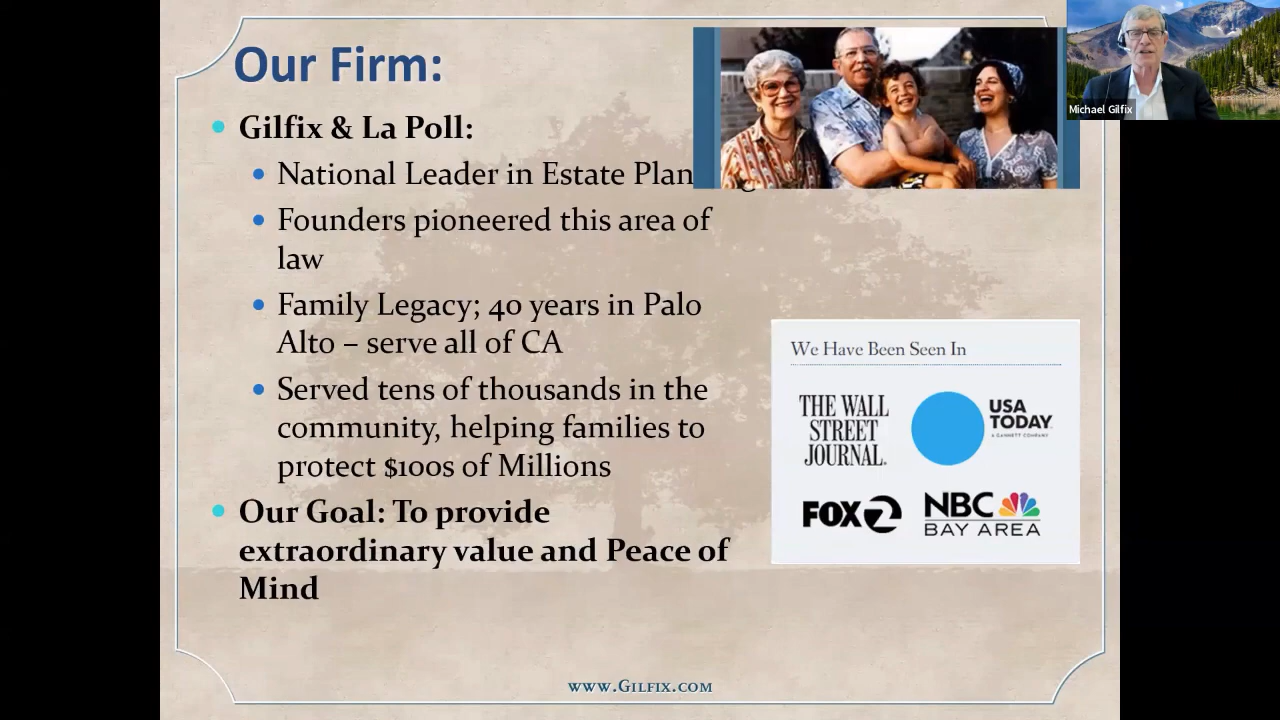 Our Firm:
Gilfix & La Poll:
National Leader in Estate Plan
Founders pioneered this area of
law
Family Legacy; 40 years in Palo
Alto – serve all of CA
Served tens of thousands in the
community, helping families to
protect $100s of Millions
Our Goal: To provide
extraordinary value and Peace of
Mind
Michael Gilfix
We Have Been Seen In
THE WALL
STREET
JOURNAL.
USA
TODAY
A GANNETT COMPANY
FOX 2
NBC
BAY AREA
www.Gilfix.com